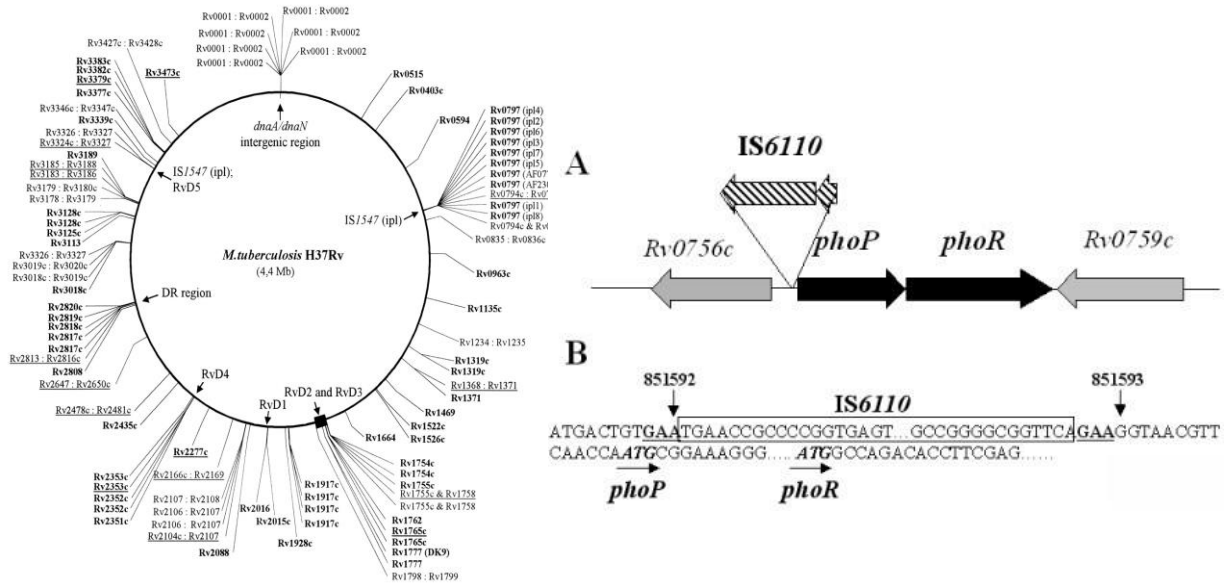 Rv0001 : Rv0002
Rv0001 : Rv0002
Rv0001 : Rv0002
Rv0001 : Rv0002
Rv0001 : Rv0002
Rv0001 : Rv0002
Rv0001 : Rv0002
Rv3427c : Rv3428c
Rv3383c
Rv3382c
Rv3379c
Rv3377c
Rv3473c
Rv3346c : Rv3347c
Rv3339c
Rv3326 : Rv3327
Rv3324c : Rv3327
Rv3189
Rv3185 : Rv3188
Rv3183 : Rv3186
Rv3179 : Rv3180c
Rv3178 : Rv3179
Rv3128c
Rv3128c
Rv3125c
Rv3113
Rv3326 : Rv3327
Rv3019c : Rv3020c
Rv3018c : Rv3019c
Rv3018c
Rv2820c
Rv2819c
Rv2818c
Rv2817c
Rv2817c
Rv2813 : Rv2816c
Rv2808
Rv2647 : Rv2650c
Rv2478c : Rv2481c
Rv2435c
Rv2277c
Rv2353c
Rv2353c
Rv2352c
Rv2352c
Rv2351c
Rv2166c : Rv2169
Rv2107 : Rv2108
Rv2106 : Rv2107
Rv2106 : Rv2107
Rv2104c : Rv2107
Rv2088
Rv2016
Rv2015c
Rv1928c
Rv1917c
Rv1917c
Rv1917c
Rv1917c
dnaA/dnaN
intergenic region
IS1547 (ipl);
RvD5
IS1547 (ipl)
M.tuberculosis H37Rv
(4,4 Mb)
DR region
RvD4
RvD1
RvD2 and RvD3
Rv0515
Rv0403c
Rv0594
Rv0797 (ipl4)
Rv0797 (ipl2)
Rv0797 (ipl6)
Rv0797 (ipl3)
Rv0797 (ipl7)
Rv0797 (ipl5)
Rv0797 (AF07
Rv0797 (AF23
Rv0794c : Rv07
Rv0797 (ipl1)
Rv0797 (ipl8)
Rv0794c & Rv0
Rv0835 : Rv0836c
Rv0963c
Rv1135c
Rv1234 : Rv1235
Rv1319c
Rv1319c
Rv1368 : Rv1371
Rv1371
Rv1469
Rv1522c
Rv1526c
Rv1664
Rv1754c
Rv1754c
Rv1755c
Rv1755c & Rv1758
Rv1755c & Rv1758
Rv1762
Rv1765c
Rv1765c
Rv1777 (DK9)
Rv1777
Rv1798 : Rv1799
A
IS6110
Rv0756c
phoP
phoR
Rv0759c
B
851592
851593
IS6110
ATGACTGTGAATGAACCGCCCCGGTGAGT...GCCGGGGCGGTTCAGAAGGTAACGTT
CAACCAATGCGGAAAGGG.....ATGGCCAGACACCTTCGAG......
phoP
phoR